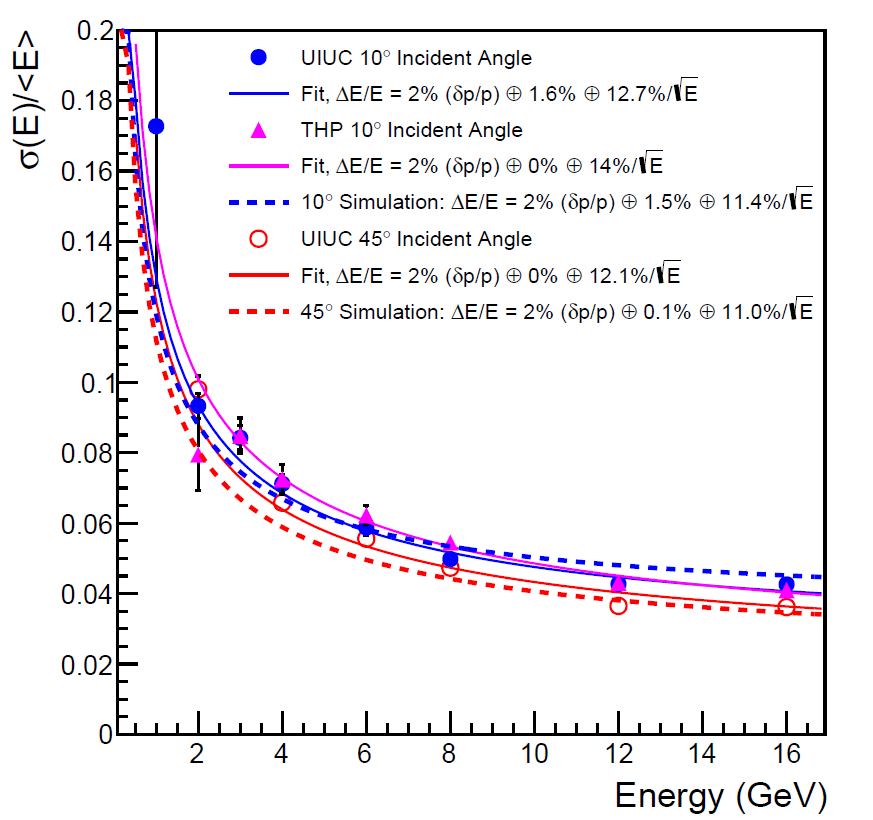 σ(E)/<E>
0.2
0.18
0.16
0.14
0.12
0.1
0.08
0.06
0.04
0.02
0
UIUC 10° Incident Angle
Fit, ΔE/E = 2% (δp/p) ⊕ 1.6% ⊕ 12.7%/√E
THP 10° Incident Angle
Fit, ΔE/E = 2% (δp/p) ⊕ 0% ⊕ 14%/√E
10° Simulation: ΔE/E = 2% (δp/p) ⊕ 1.5% ⊕ 11.4%/√E
UIUC 45° Incident Angle
Fit, ΔE/E = 2% (δp/p) ⊕ 0% ⊕ 12.1%/√E
45° Simulation: ΔE/E = 2% (δp/p) ⊕ 0.1% ⊕ 11.0%/√E
2 4 6 8 10 12 14 16
Energy (GeV)